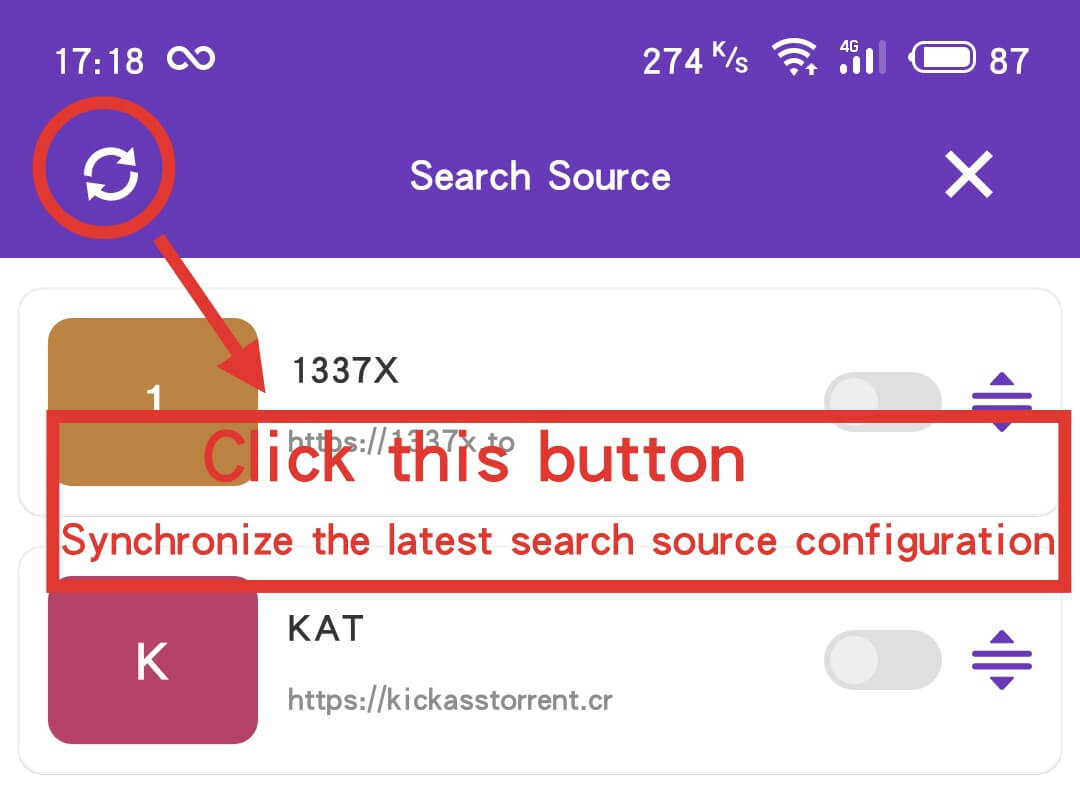 17:18 274 K/s 4G 87
Search Source
1337X
1
https://1337x.to
Click this button
Synchronize the latest search source configuration
KAT
K
https://kickasstorrent.cr